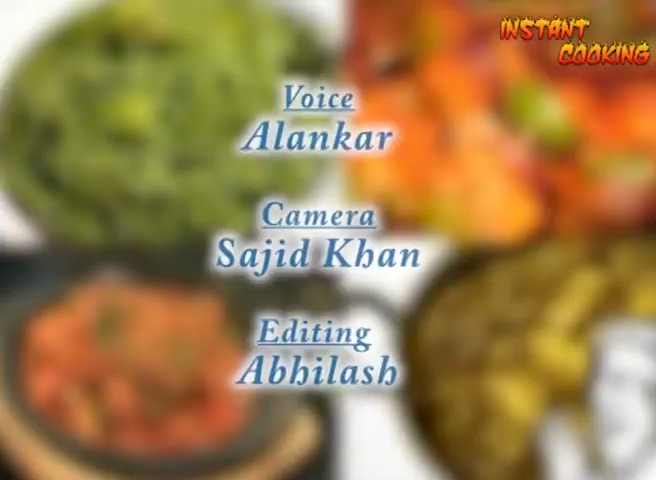 INSTANT
COOKING
Voice
Alankar
Camera
Sajid Khan
Editing
Abhilash